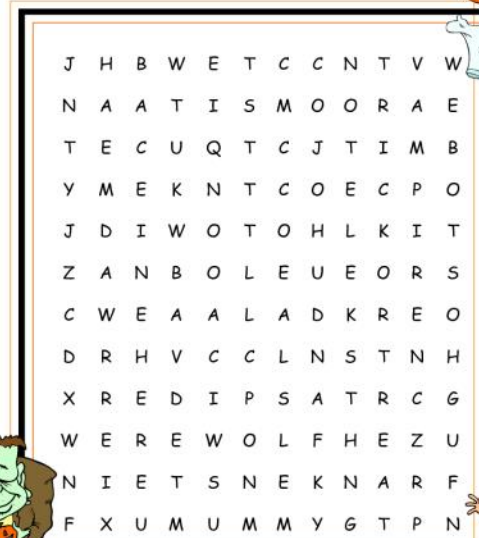 J H B W E T C C N T V W
N A A T I S M O O R A E
T E C U Q T C J T I M B
Y M E K N T C O E C P O
J D I W O T O H L K I T
Z A N B O L E U E O R S
C W E A A L A D K R E O
D R H V C C L N S T N H
X R E D I P S A T R C G
W E R E W O L F H E Z U
N I E T S N E K N A R F
F X U M U M M Y G T P N